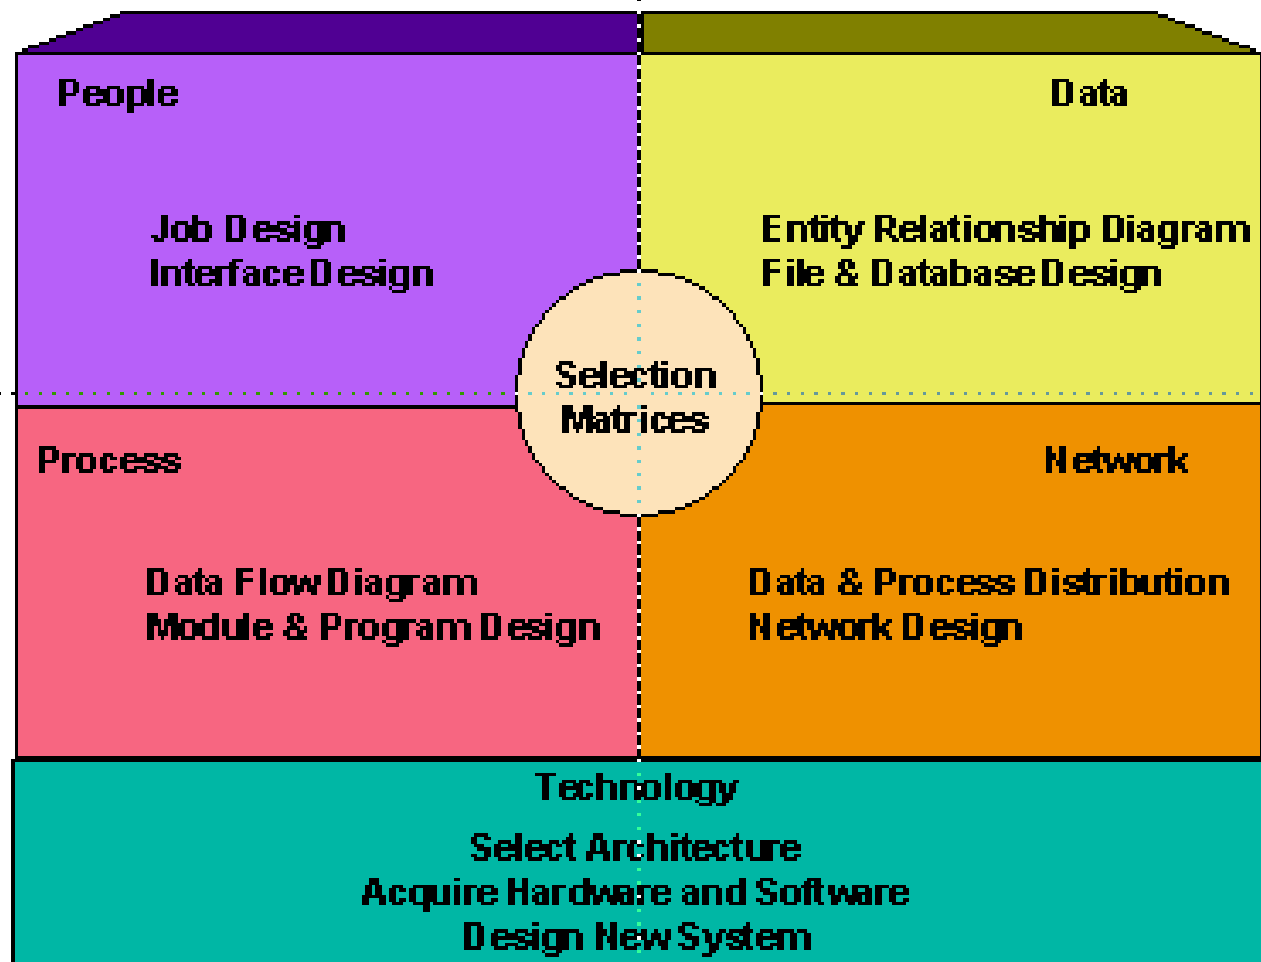 People
Data
Job Design
Interface Design
Entity Relationship Diagram
File & Database Design
Selection
Matrices
Process
Network
Data Flow Diagram
Module & Program Design
Data & Process Distribution
Network Design
Technology
Select Architecture
Acquire Hardware and Software
Design New System